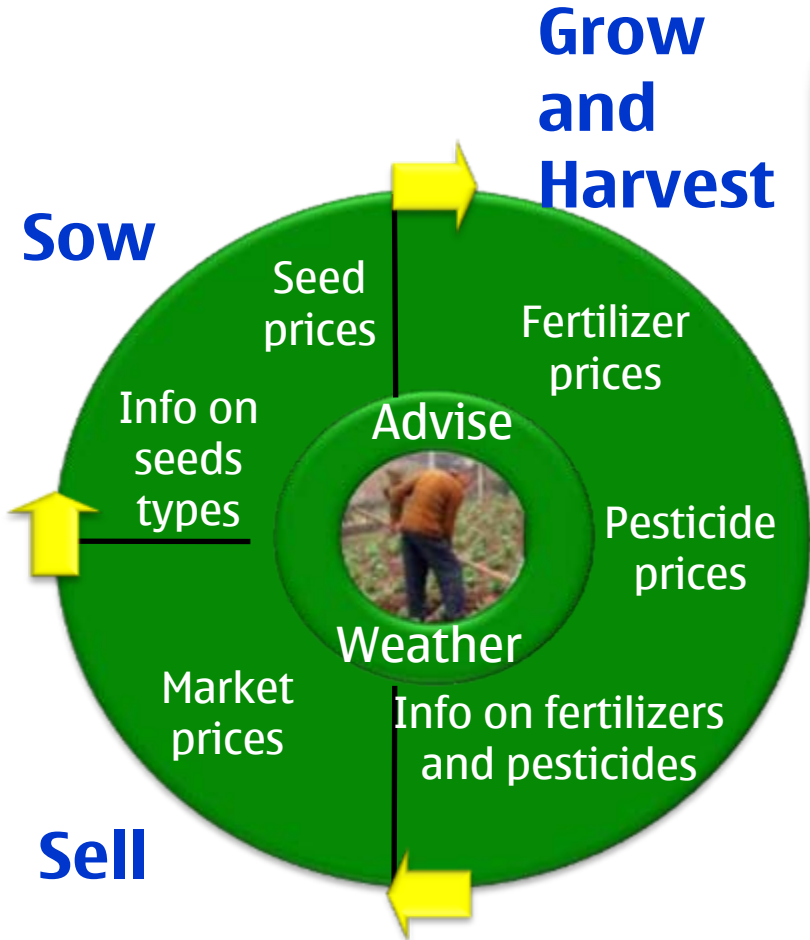 Grow
and
Harvest
Sow
Seed
prices
Fertilizer
prices
Info on
seeds
types
Advise
Pesticide
prices
Weather
Market
prices
Info on fertilizers
and pesticides
Sell